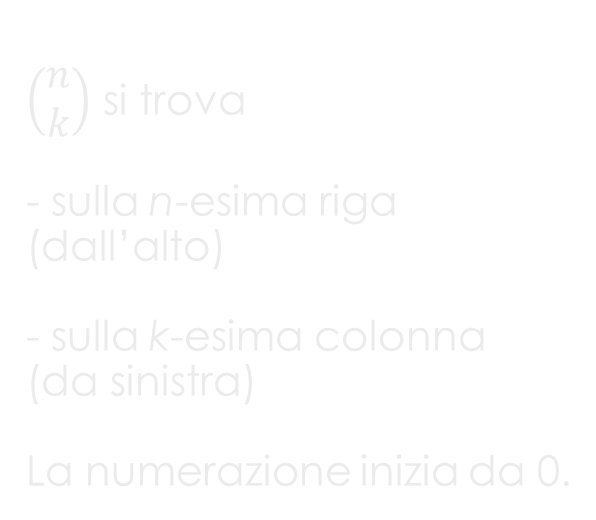 (n k) si trova
- sulla n-esima riga
(dall'alto)
- sulla k-esima colonna
(da sinistra)
La numerazione inizia da 0.